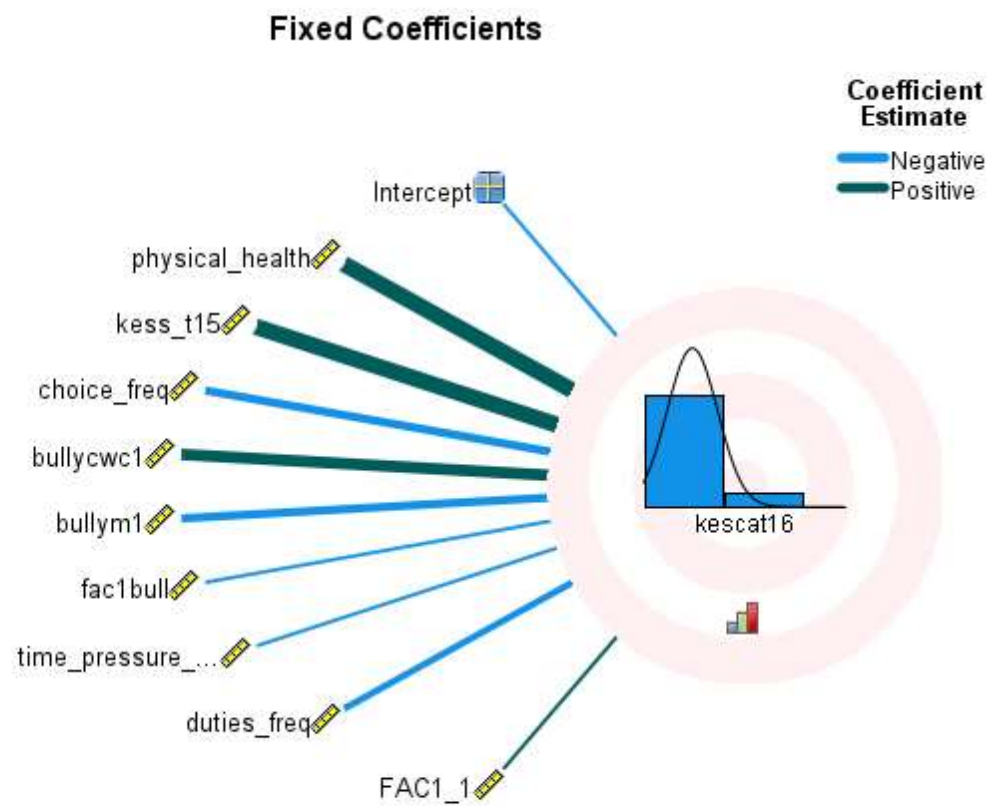 Fixed Coefficients
Coefficient
Estimate
Negative
Positive
Intercept
physical_health
kess_t15
choice_freq
bullycwc1
bullym1
fac1bull
time_pressure_...
duties_freq
FAC1_1
kescat16